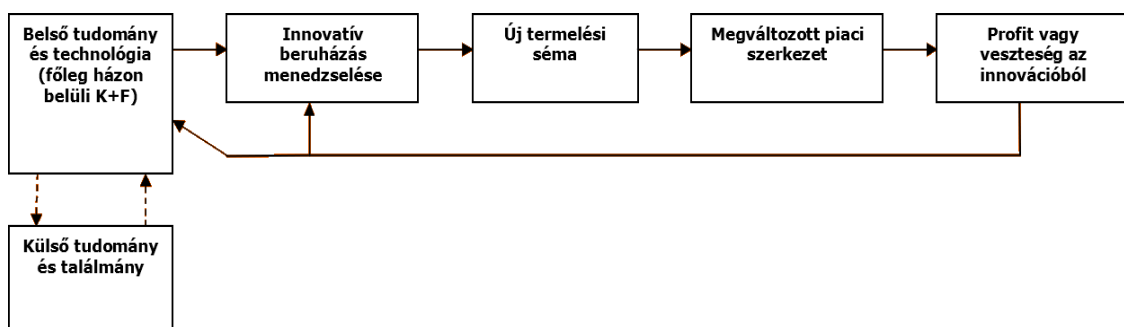 Belső tudomány
és technológia
(főleg házon
belüli K+F)
Innovatív
beruházás
menedzselése
Új termelési
séma
Megváltozott piaci
szerkezet
Profit vagy
veszteség az
innovációból
Külső tudomány
és találmány